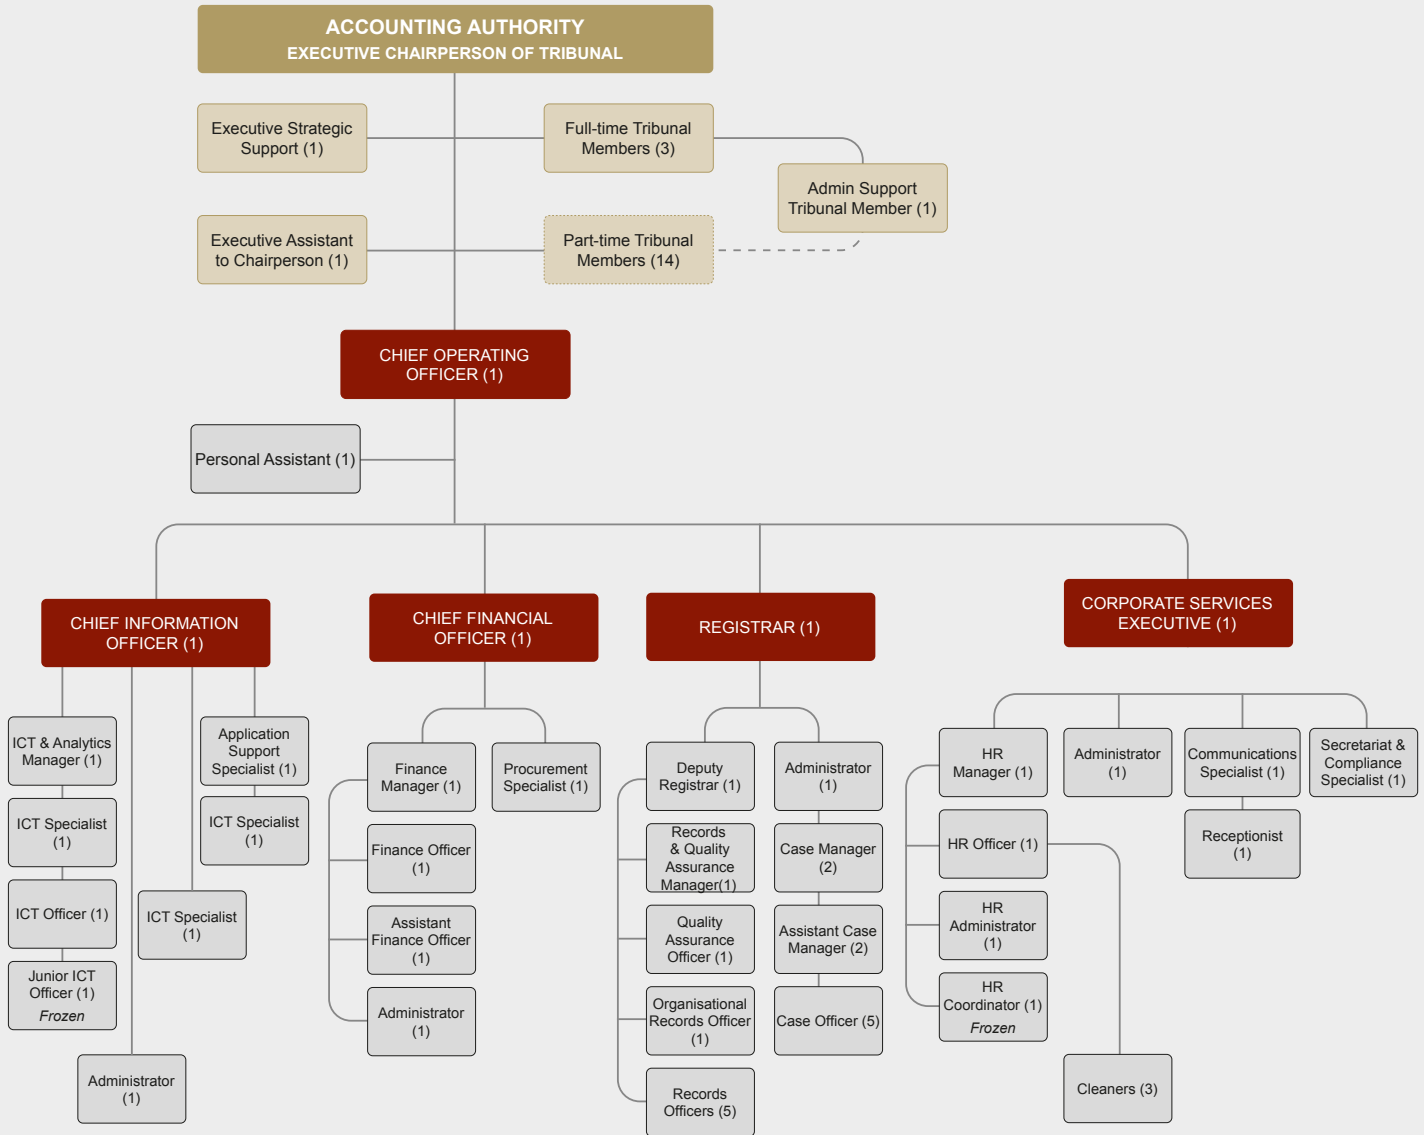 ACCOUNTING AUTHORITY
EXECUTIVE CHAIRPERSON OF TRIBUNAL
Executive Strategic
Support (1)
Full-time Tribunal
Members (3)
Admin Support
Tribunal Member (1)
Executive Assistant
to Chairperson (1)
Part-time Tribunal
Members (14)
CHIEF OPERATING
OFFICER (1)
Personal Assistant (1)
CHIEF INFORMATION
OFFICER (1)
ICT & Analytics
Manager (1)
ICT Specialist
(1)
ICT Officer (1)
Junior ICT
Officer (1)
Frozen
Administrator
(1)
ICT Specialist
(1)
Application
Support
Specialist (1)
ICT Specialist
(1)
CHIEF FINANCIAL
OFFICER (1)
Finance
Manager (1)
Finance Officer
(1)
Assistant
Finance Officer
(1)
Administrator
(1)
Procurement
Specialist (1)
REGISTRAR (1)
Deputy
Registrar (1)
Records
& Quality
Assurance
Manager(1)
Quality
Assurance
Officer (1)
Organisational
Records Officer
(1)
Records
Officers (5)
Administrator
(1)
Case Manager
(2)
Assistant Case
Manager (2)
Case Officer (5)
CORPORATE SERVICES
EXECUTIVE (1)
HR
Manager (1)
HR Officer (1)
HR
Administrator
(1)
HR
Coordinator (1)
Frozen
Cleaners (3)
Administrator
(1)
Communications
Specialist (1)
Receptionist
(1)
Secretariat &
Compliance
Specialist (1)